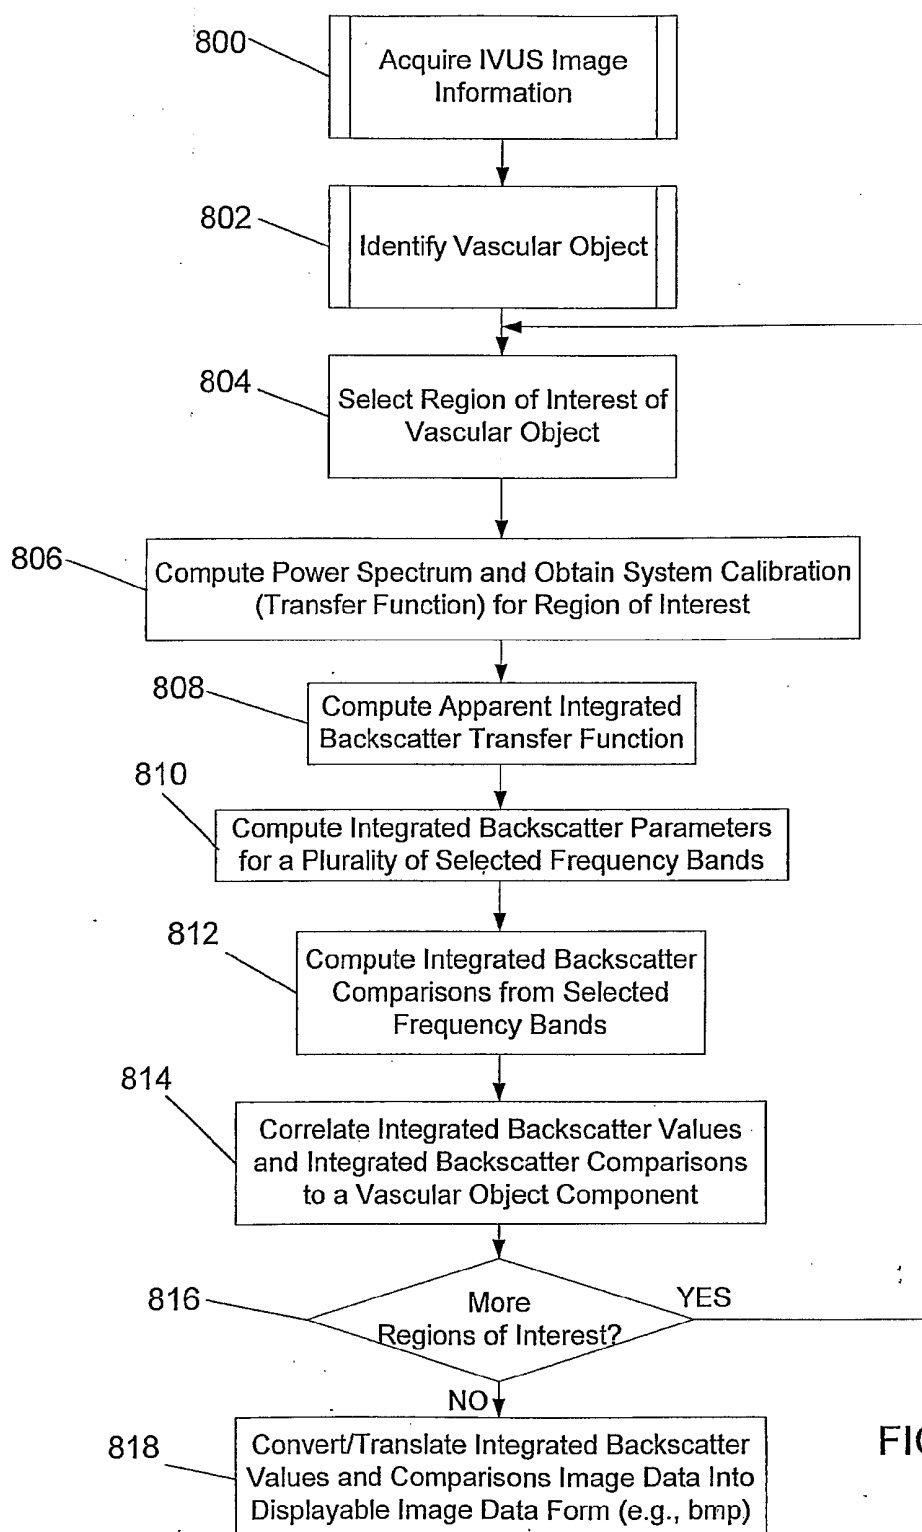 800
Acquire IVUS Image
Information
802
Identify Vascular Object
804
Select Region of Interest of
Vascular Object
806
Compute Power Spectrum and Obtain System Calibration
(Transfer Function) for Region of Interest
808
Compute Apparent Integrated
Backscatter Transfer Function
810
Compute Integrated Backscatter Parameters
for a Plurality of Selected Frequency Bands
812
Compute Integrated Backscatter
Comparisons from Selected
Frequency Bands
814
Correlate Integrated Backscatter Values
and Integrated Backscatter Comparisons
to a Vascular Object Component
816
More
Regions of Interest?
YES
NO
818
Convert/Translate Integrated Backscatter
Values and Comparisons Image Data Into
Displayable Image Data Form (e.g., bmp)